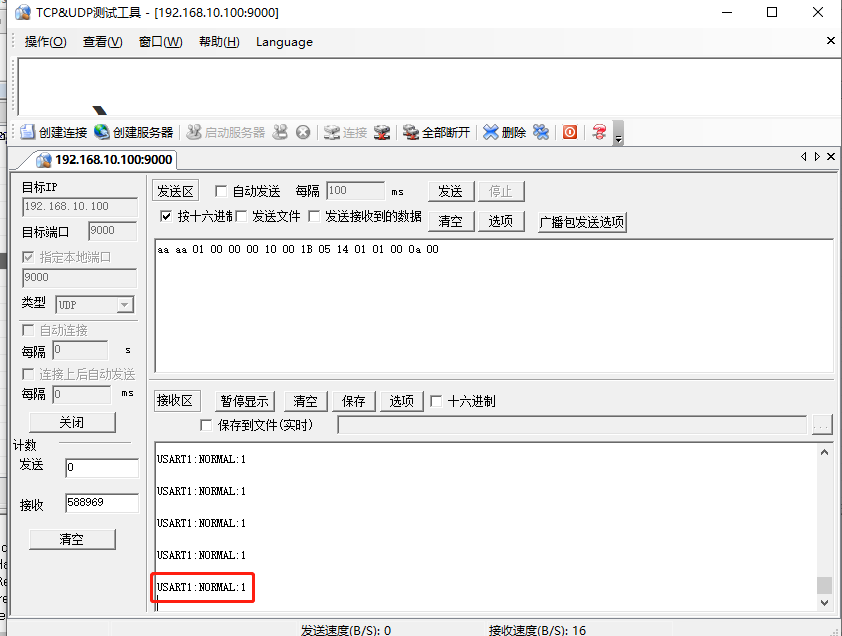 TCP&UDP测试工具 - [192.168.10.100:9000]
操作(O) 查看(V) 窗口(W) 帮助(H) Language
创建连接 创建服务器 启动服务器 连接 全部断开 删除
192.168.10.100:9000
目标IP
192.168.10.100
目标端口 9000
指定本地端口
9000
类型 UDP
自动连接
每隔 0 s
连接上后自动发送
每隔 0 ms
关闭
计数
发送 0
接收 588969
清空
发送区 自动发送 每隔 100 ms 发送 停止
按十六进制 发送文件 发送接收到的数据 清空 选项 广播包发送选项
aa aa 01 00 00 00 10 00 1B 05 14 01 01 00 0a 00
接收区 暂停显示 清空 保存 选项 十六进制
保存到文件(实时) ...
USART1:NORMAL:1
USART1:NORMAL:1
USART1:NORMAL:1
USART1:NORMAL:1
USART1:NORMAL:1
发送速度(B/S): 0 接收速度(B/S): 16